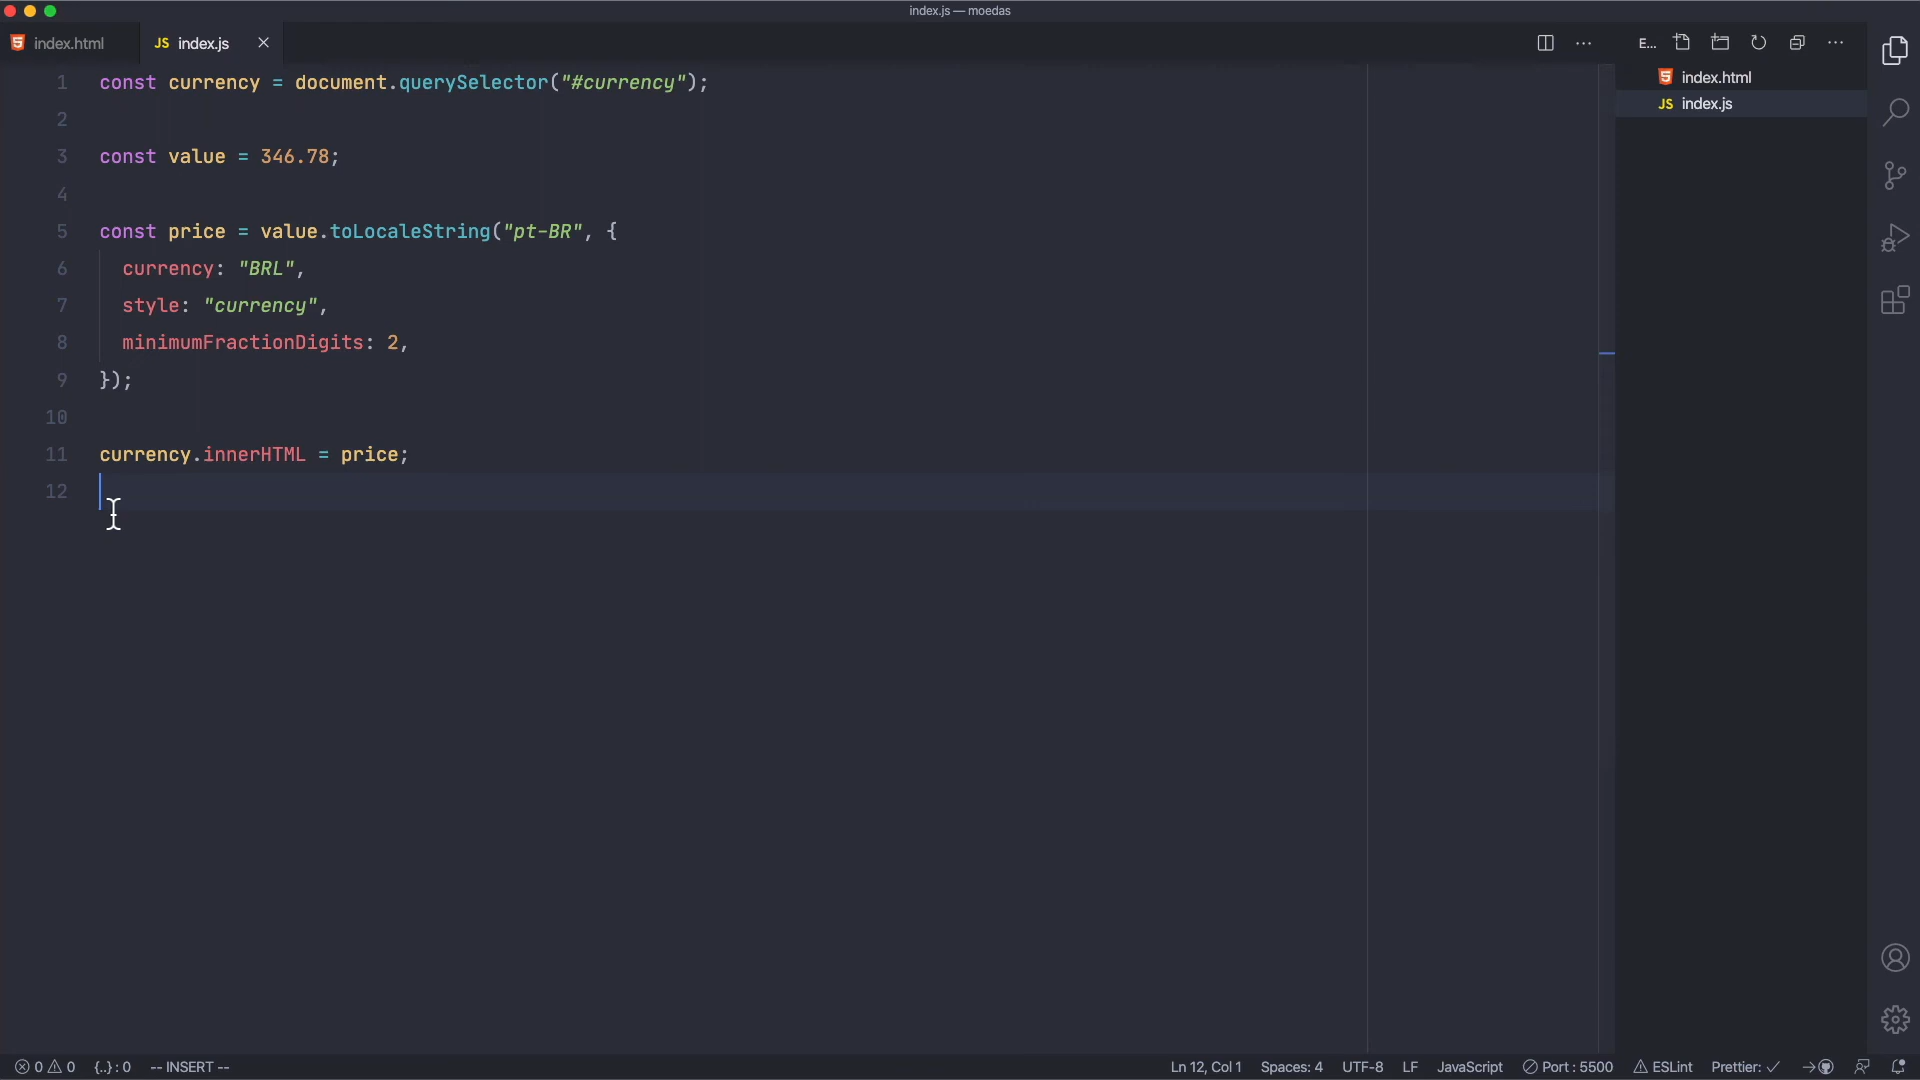 index.js — moedas
index.html
JS index.js
E...
index.html
JS index.js
1 const currency = document.querySelector("#currency");
2
3 const value = 346.78;
4
5 const price = value.toLocaleString("pt-BR", {
6 currency: "BRL",
7 style: "currency",
8 minimumFractionDigits: 2,
9 });
10
11 currency.innerHTML = price;
12
0 0 {..} : 0 -- INSERT -- Ln 12, Col 1 Spaces: 4 UTF-8 LF JavaScript Port : 5500 ESLint Prettier: ✓